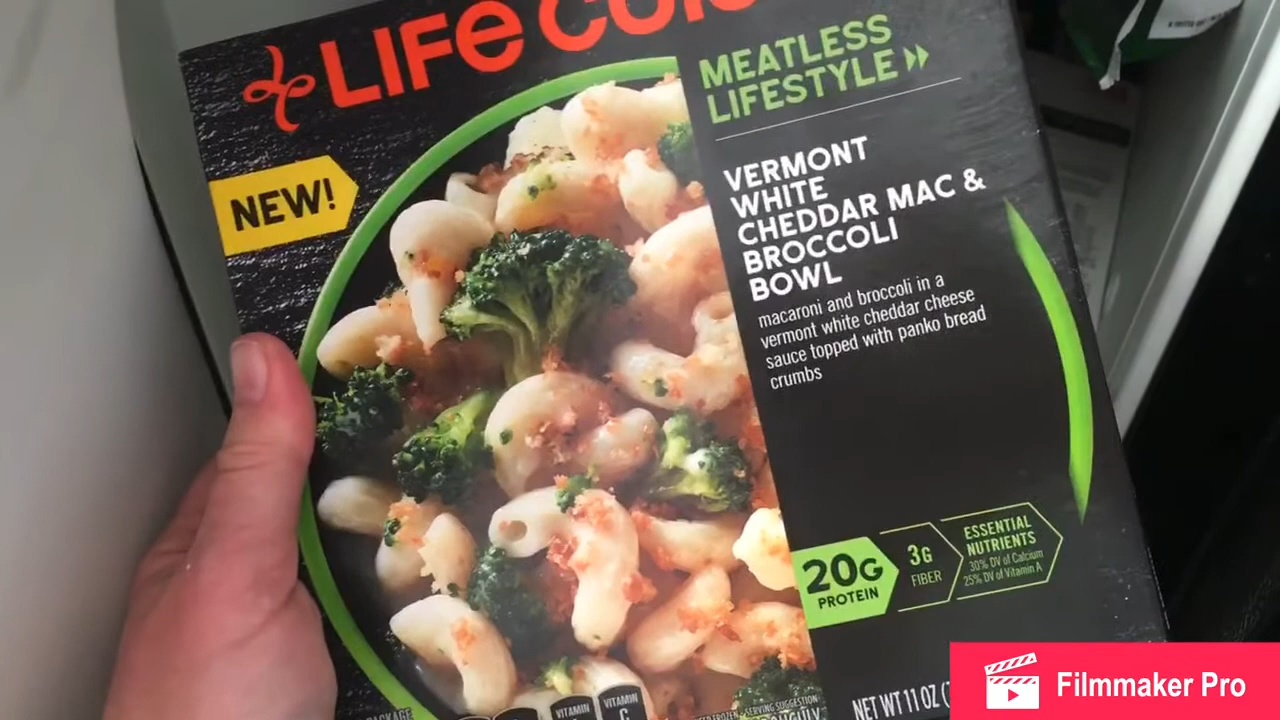 LIFe
NEW!
MEATLESS
LIFESTYLE
VERMONT
WHITE
CHEDDAR MAC &
BROCCOLI
BOWL
macaroni and broccoli in a
vermont white cheddar cheese
sauce topped with panko bread
crumbs
20G
PROTEIN
3G
FIBER
ESSENTIAL
NUTRIENTS
30% DV of Calcium
25% DV of Vitamin A
VITAMIN
VITAMIN
C
SERVING SUGGESTION
NET WT 11 OZ
PACKAGE
Filmmaker Pro